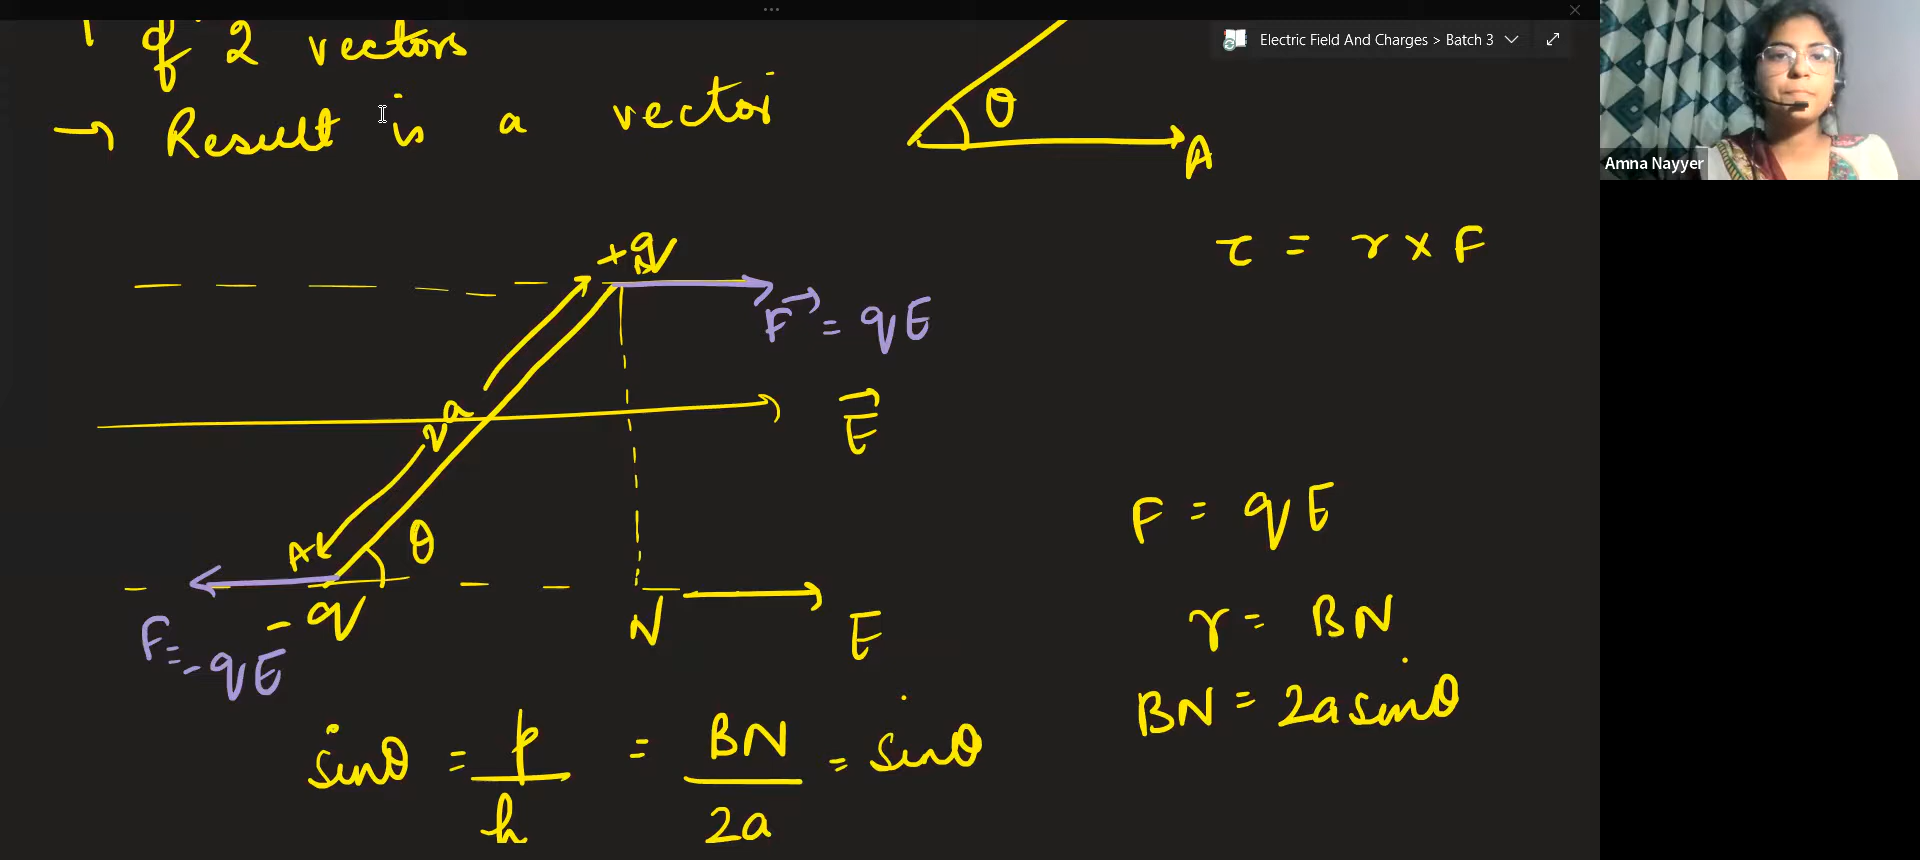 of 2 vectors
Electric Field And Charges > Batch 3
→ Result is a vector
θ
A
Amna Nayyer
τ = r × F
+q
B
F⃗ = qE
2a
E⃗
A
θ
F = qE
-q
N
E
F = -qE
r = BN
BN = 2a sinθ
sinθ = p/h = BN/2a = sinθ